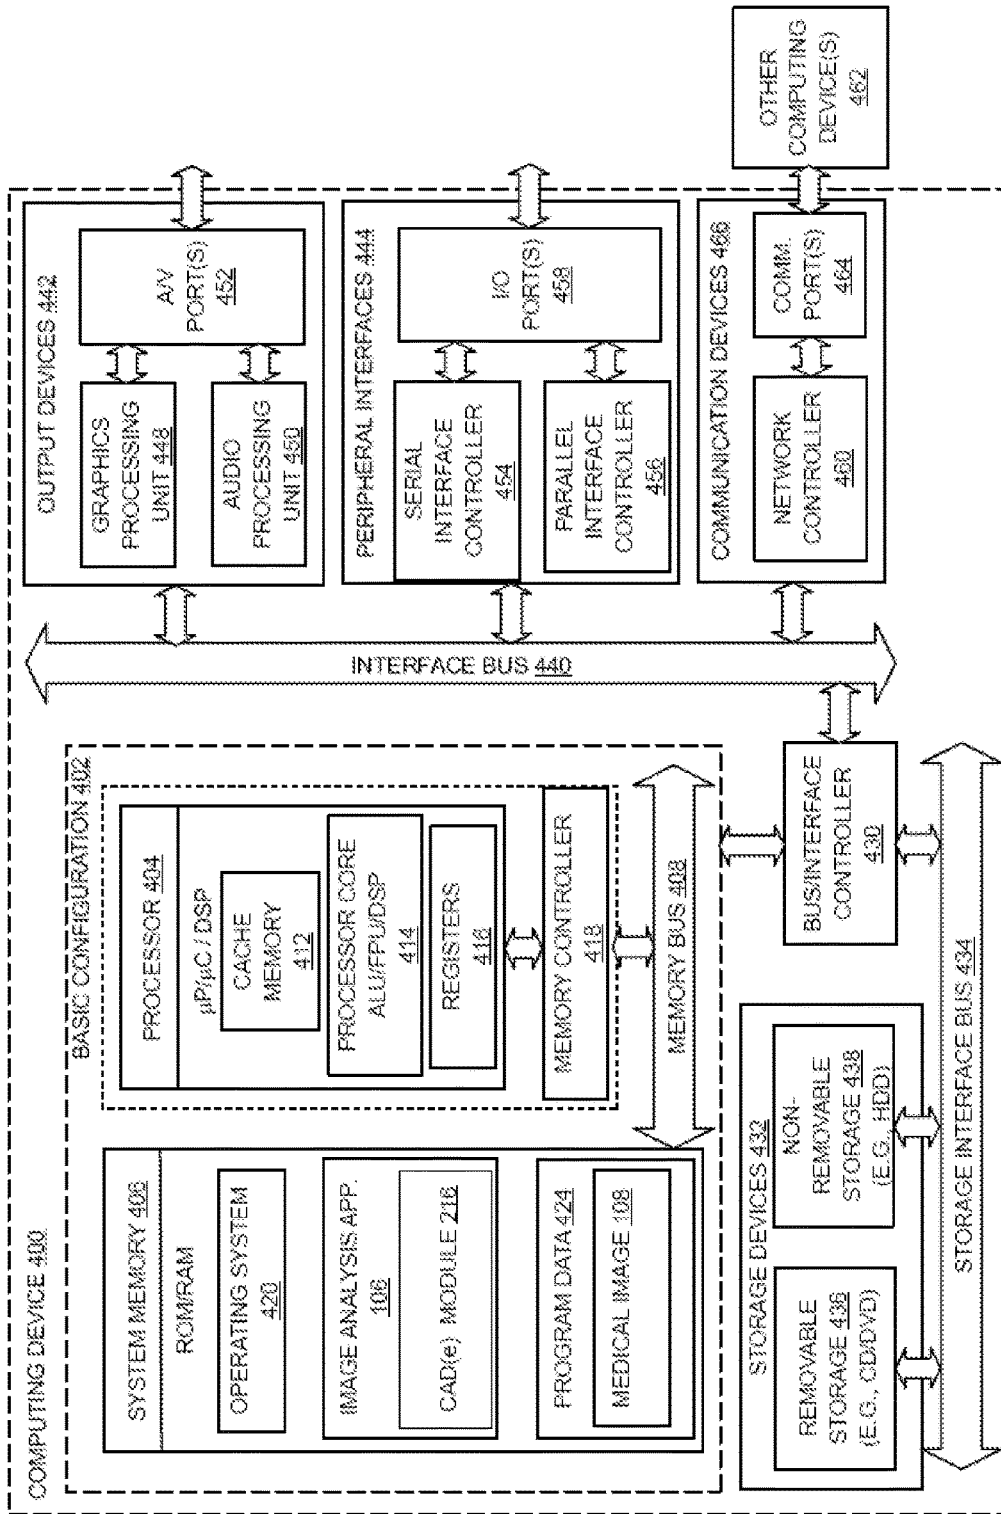 COMPUTING DEVICE 400
BASIC CONFIGURATION 402
SYSTEM MEMORY 406
ROM/RAM
OPERATING SYSTEM
420
IMAGE ANALYSIS APP.
106
CAD(e) MODULE 216
PROGRAM DATA 424
MEDICAL IMAGE 108
PROCESSOR 404
μP/μC / DSP
CACHE
MEMORY
412
PROCESSOR CORE
ALU/FPU/DSP
414
REGISTERS
416
MEMORY CONTROLLER
418
MEMORY BUS 408
BUS/INTERFACE
CONTROLLER
430
STORAGE DEVICES 432
REMOVABLE
STORAGE 436
(E.G., CD/DVD)
NON-
REMOVABLE
STORAGE 438
(E.G., HDD)
STORAGE INTERFACE BUS 434
INTERFACE BUS 440
OUTPUT DEVICES 442
GRAPHICS
PROCESSING
UNIT 448
AUDIO
PROCESSING
UNIT 450
A/V
PORT(S)
452
PERIPHERAL INTERFACES 444
SERIAL
INTERFACE
CONTROLLER
454
PARALLEL
INTERFACE
CONTROLLER
456
I/O
PORT(S)
458
COMMUNICATION DEVICES 466
NETWORK
CONTROLLER
460
COMM.
PORT(S)
464
OTHER
COMPUTING
DEVICE(S)
462